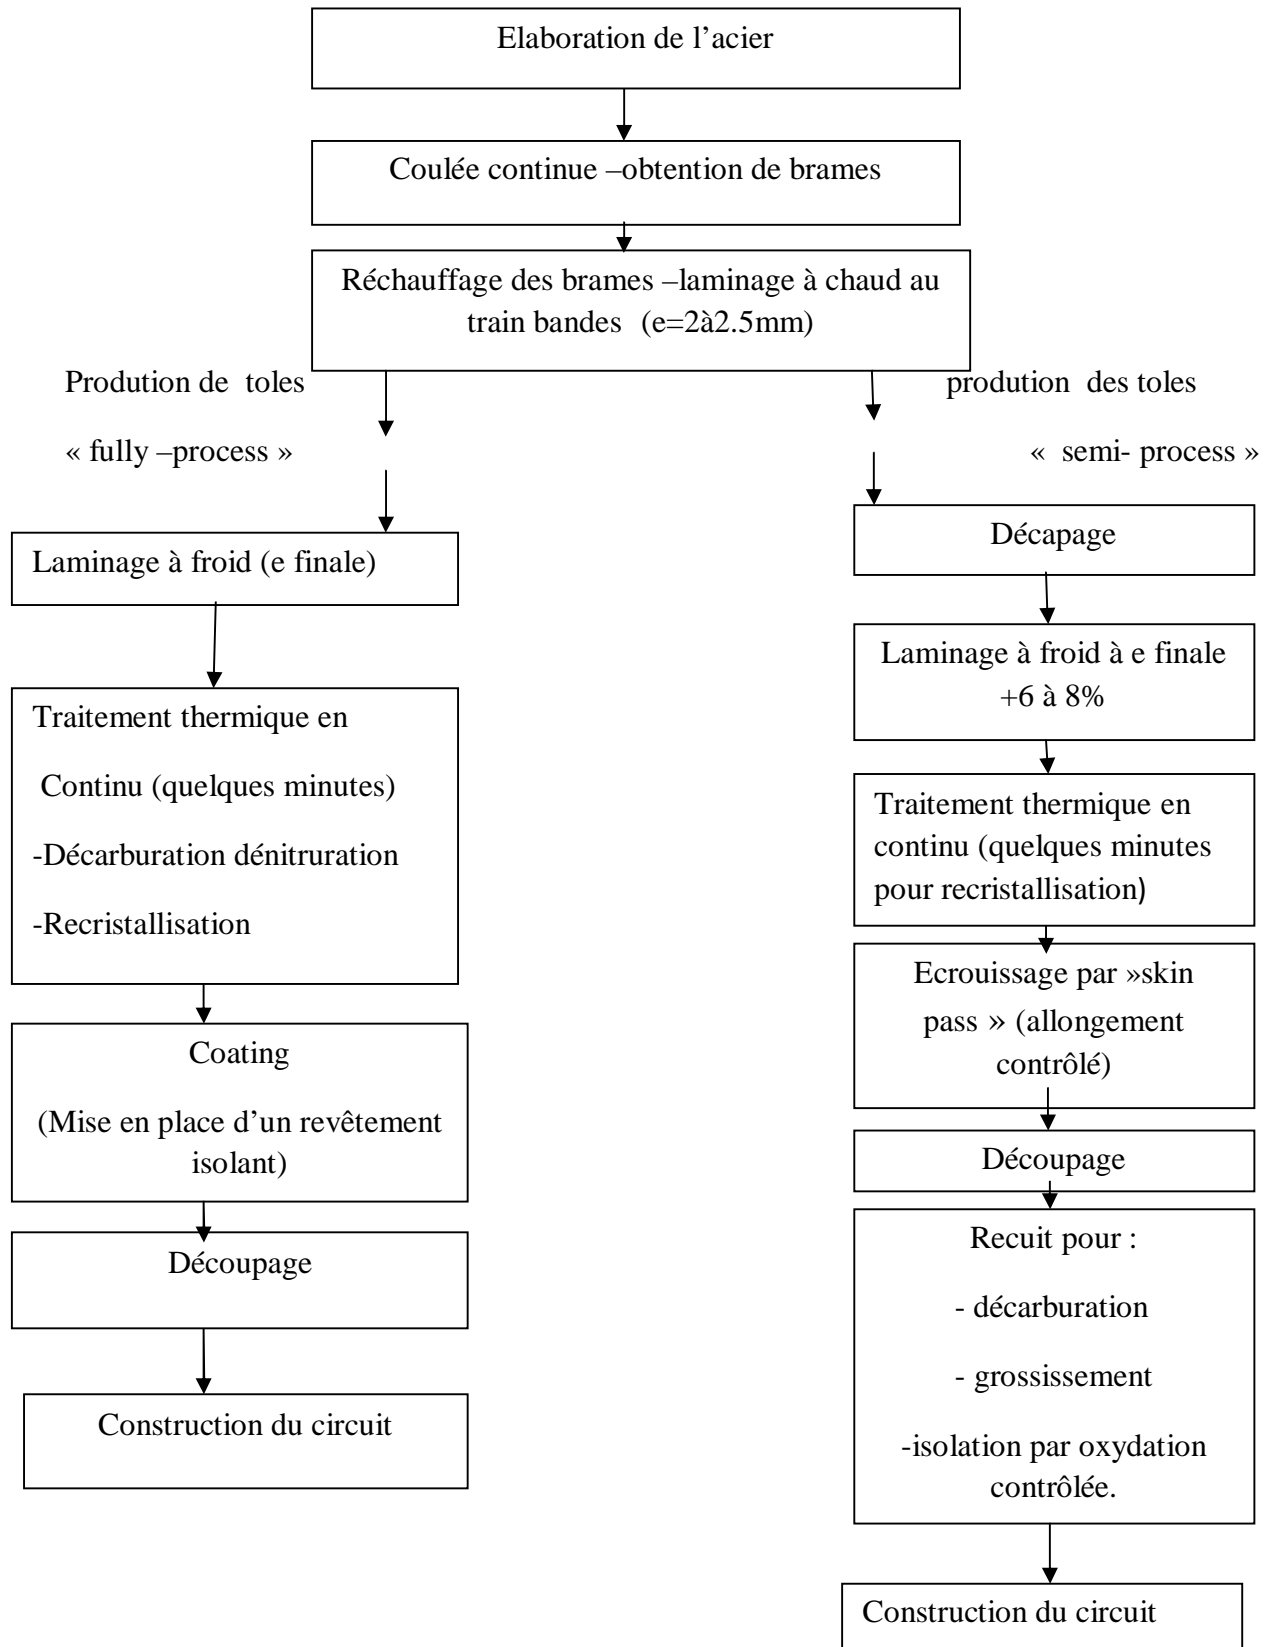 Elaboration de l’acier
Coulée continue –obtention de brames
Réchauffage des brames –laminage à chaud au
train bandes (e=2à2.5mm)
Prodution de toles
« fully –process »
Laminage à froid (e finale)
Traitement thermique en
Continu (quelques minutes)
-Décarburation dénitruration
-Recristallisation
Coating
(Mise en place d’un revêtement
isolant)
Découpage
Construction du circuit
prodution des toles
« semi- process »
Décapage
Laminage à froid à e finale
+6 à 8%
Traitement thermique en
continu (quelques minutes
pour recristallisation)
Ecrouissage par »skin
pass » (allongement
contrôlé)
Découpage
Recuit pour :
- décarburation
- grossissement
-isolation par oxydation
contrôlée.
Construction du circuit